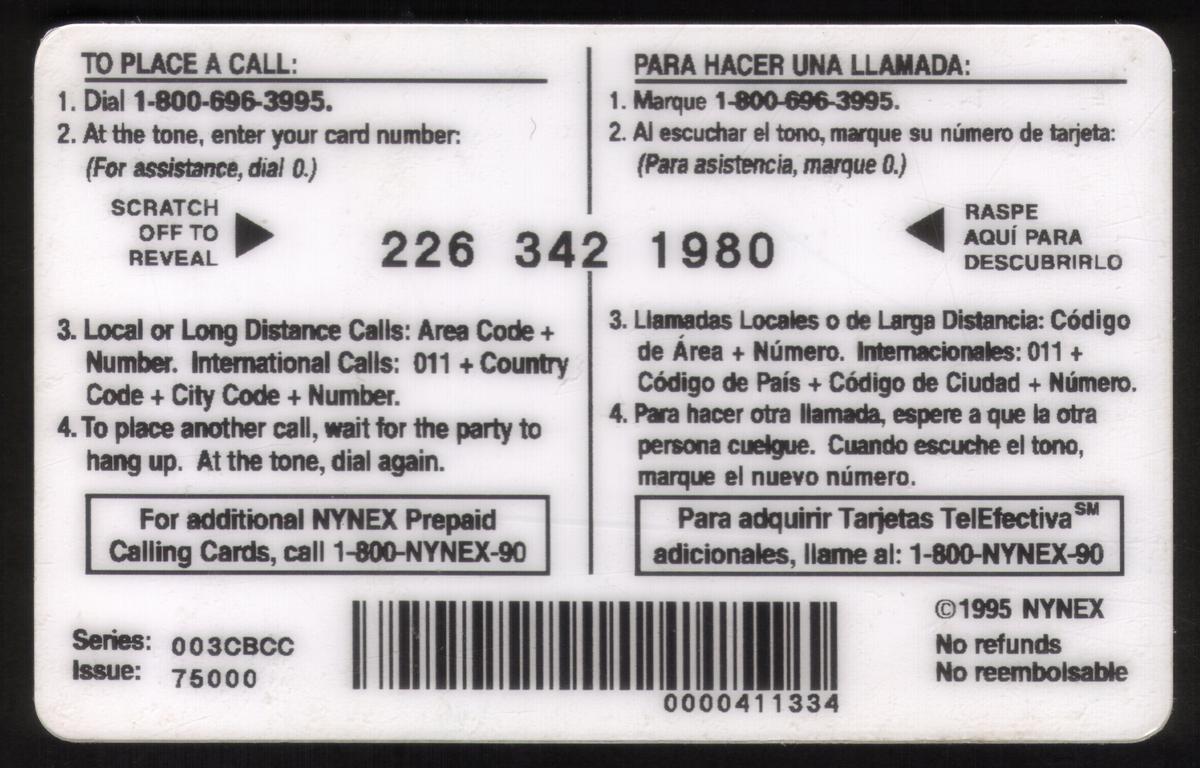 TO PLACE A CALL:
1. Dial 1-800-696-3995.
2. At the tone, enter your card number:
(For assistance, dial 0.)
SCRATCH
OFF TO
REVEAL
226 342 1980
3. Local or Long Distance Calls: Area Code +
Number. International Calls: 011 + Country
Code + City Code + Number.
4. To place another call, wait for the party to
hang up. At the tone, dial again.
For additional NYNEX Prepaid
Calling Cards, call 1-800-NYNEX-90
PARA HACER UNA LLAMADA:
1. Marque 1-800-696-3995.
2. Al escuchar el tono, marque su número de tarjeta:
(Para asistencia, marque 0.)
RASPE
AQUÍ PARA
DESCUBRIRLO
3. Llamadas Locales o de Larga Distancia: Código
de Área + Número. Internacionales: 011 +
Código de País + Código de Ciudad + Número.
4. Para hacer otra llamada, espere a que la otra
persona cuelgue. Cuando escuche el tono,
marque el nuevo número.
Para adquirir Tarjetas TelEfectiva℠
adicionales, llame al: 1-800-NYNEX-90
Series: 003CBCC
Issue: 75000
0000411334
©1995 NYNEX
No refunds
No reembolsable